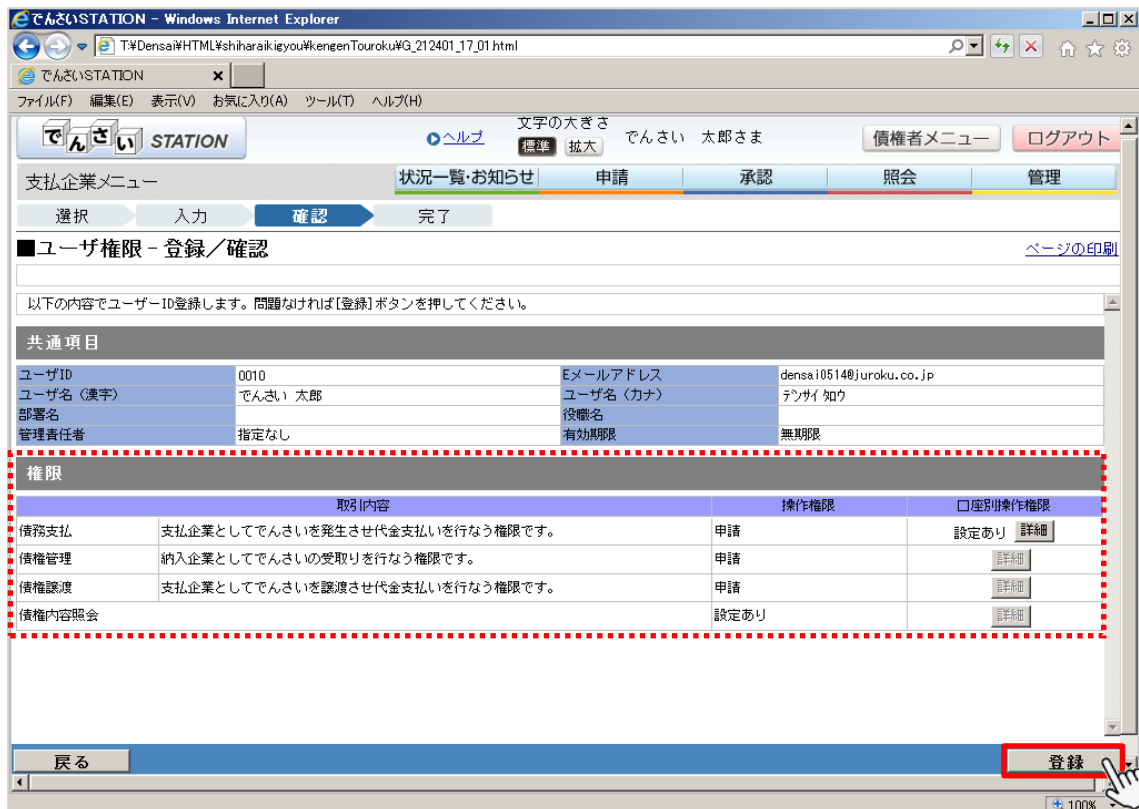 でんさいSTATION - Windows Internet Explorer
T:¥Densai¥HTML¥shiharaikigyou¥kengenTouroku¥G_212401_17_01.html
でんさいSTATION
ファイル(F) 編集(E) 表示(V) お気に入り(A) ツール(T) ヘルプ(H)
でんさい STATION ヘルプ 文字の大きさ 標準 拡大 でんさい 太郎さま 債権者メニュー ログアウト
支払企業メニュー 状況一覧・お知らせ 申請 承認 照会 管理
選択 入力 確認 完了
■ユーザ権限－登録／確認 ページの印刷
以下の内容でユーザーID登録します。問題なければ[登録]ボタンを押してください。
共通項目
ユーザID 0010 Eメールアドレス densai0514@juroku.co.jp
ユーザ名（漢字） でんさい 太郎 ユーザ名（カナ） デンサイ タロウ
部署名 役職名
管理責任者 指定なし 有効期限 無期限
権限
取引内容 操作権限 口座別操作権限
債務支払 支払企業としてでんさいを発生させ代金支払いを行なう権限です。 申請 設定あり 詳細
債権管理 納入企業としてでんさいの受取りを行なう権限です。 申請 詳細
債権譲渡 支払企業としてでんさいを譲渡させ代金支払いを行なう権限です。 申請 詳細
債権内容照会 設定あり 詳細
戻る 登録
100%